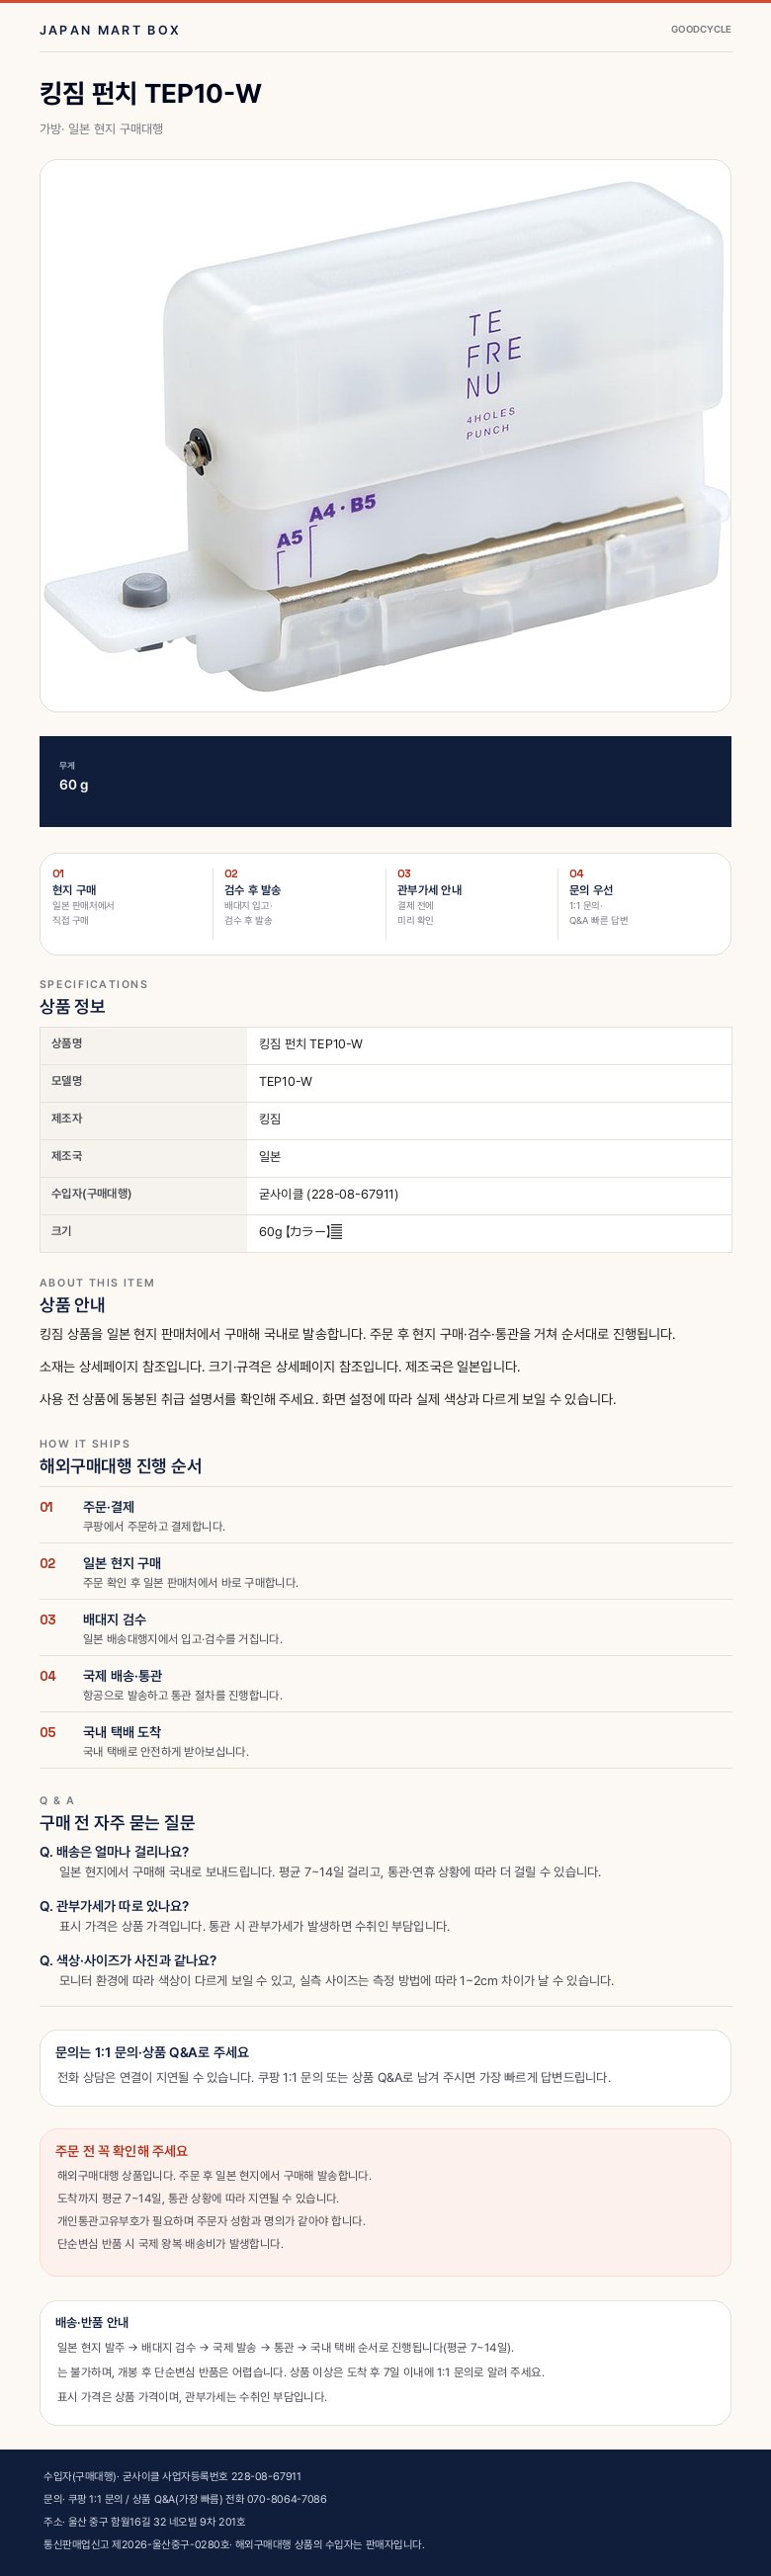 JAPAN MART BOX
GOODCYCLE
킹짐 펀치 TEP10-W
가방· 일본 현지 구매대행
TE
FRE
NU
4HOLES
PUNCH
A5
A4・B5
무게
60 g
01
현지 구매
일본 판매처에서
직접 구매
02
검수 후 발송
배대지 입고·
검수 후 발송
03
관부가세 안내
결제 전에
미리 확인
04
문의 우선
1:1 문의·
Q&A 빠른 답변
SPECIFICATIONS
상품 정보
상품명 킹짐 펀치 TEP10-W
모델명 TEP10-W
제조자 킹짐
제조국 일본
수입자(구매대행) 굳사이클 (228-08-67911)
크기 60g【カラー】
ABOUT THIS ITEM
상품 안내
킹짐 상품을 일본 현지 판매처에서 구매해 국내로 발송합니다. 주문 후 현지 구매·검수·통관을 거쳐 순서대로 진행됩니다.
소재는 상세페이지 참조입니다. 크기·규격은 상세페이지 참조입니다. 제조국은 일본입니다.
사용 전 상품에 동봉된 취급 설명서를 확인해 주세요. 화면 설정에 따라 실제 색상과 다르게 보일 수 있습니다.
HOW IT SHIPS
해외구매대행 진행 순서
01 주문·결제
쿠팡에서 주문하고 결제합니다.
02 일본 현지 구매
주문 확인 후 일본 판매처에서 바로 구매합니다.
03 배대지 검수
일본 배송대행지에서 입고·검수를 거칩니다.
04 국제 배송·통관
항공으로 발송하고 통관 절차를 진행합니다.
05 국내 택배 도착
국내 택배로 안전하게 받아보십니다.
Q & A
구매 전 자주 묻는 질문
Q. 배송은 얼마나 걸리나요?
일본 현지에서 구매해 국내로 보내드립니다. 평균 7~14일 걸리고, 통관·연휴 상황에 따라 더 걸릴 수 있습니다.
Q. 관부가세가 따로 있나요?
표시 가격은 상품 가격입니다. 통관 시 관부가세가 발생하면 수취인 부담입니다.
Q. 색상·사이즈가 사진과 같나요?
모니터 환경에 따라 색상이 다르게 보일 수 있고, 실측 사이즈는 측정 방법에 따라 1~2cm 차이가 날 수 있습니다.
문의는 1:1 문의·상품 Q&A로 주세요
전화 상담은 연결이 지연될 수 있습니다. 쿠팡 1:1 문의 또는 상품 Q&A로 남겨 주시면 가장 빠르게 답변드립니다.
주문 전 꼭 확인해 주세요
해외구매대행 상품입니다. 주문 후 일본 현지에서 구매해 발송합니다.
도착까지 평균 7~14일, 통관 상황에 따라 지연될 수 있습니다.
개인통관고유부호가 필요하며 주문자 성함과 명의가 같아야 합니다.
단순변심 반품 시 국제 왕복 배송비가 발생합니다.
배송·반품 안내
일본 현지 발주 → 배대지 검수 → 국제 발송 → 통관 → 국내 택배 순서로 진행됩니다(평균 7~14일).
는 불가하며, 개봉 후 단순변심 반품은 어렵습니다. 상품 이상은 도착 후 7일 이내에 1:1 문의로 알려 주세요.
표시 가격은 상품 가격이며, 관부가세는 수취인 부담입니다.
수입자(구매대행)· 굳사이클 사업자등록번호 228-08-67911
문의· 쿠팡 1:1 문의 / 상품 Q&A(가장 빠름) 전화 070-8064-7086
주소· 울산 중구 함월16길 32 네오빌 9차 201호
통신판매업신고 제2026-울산중구-0280호· 해외구매대행 상품의 수입자는 판매자입니다.